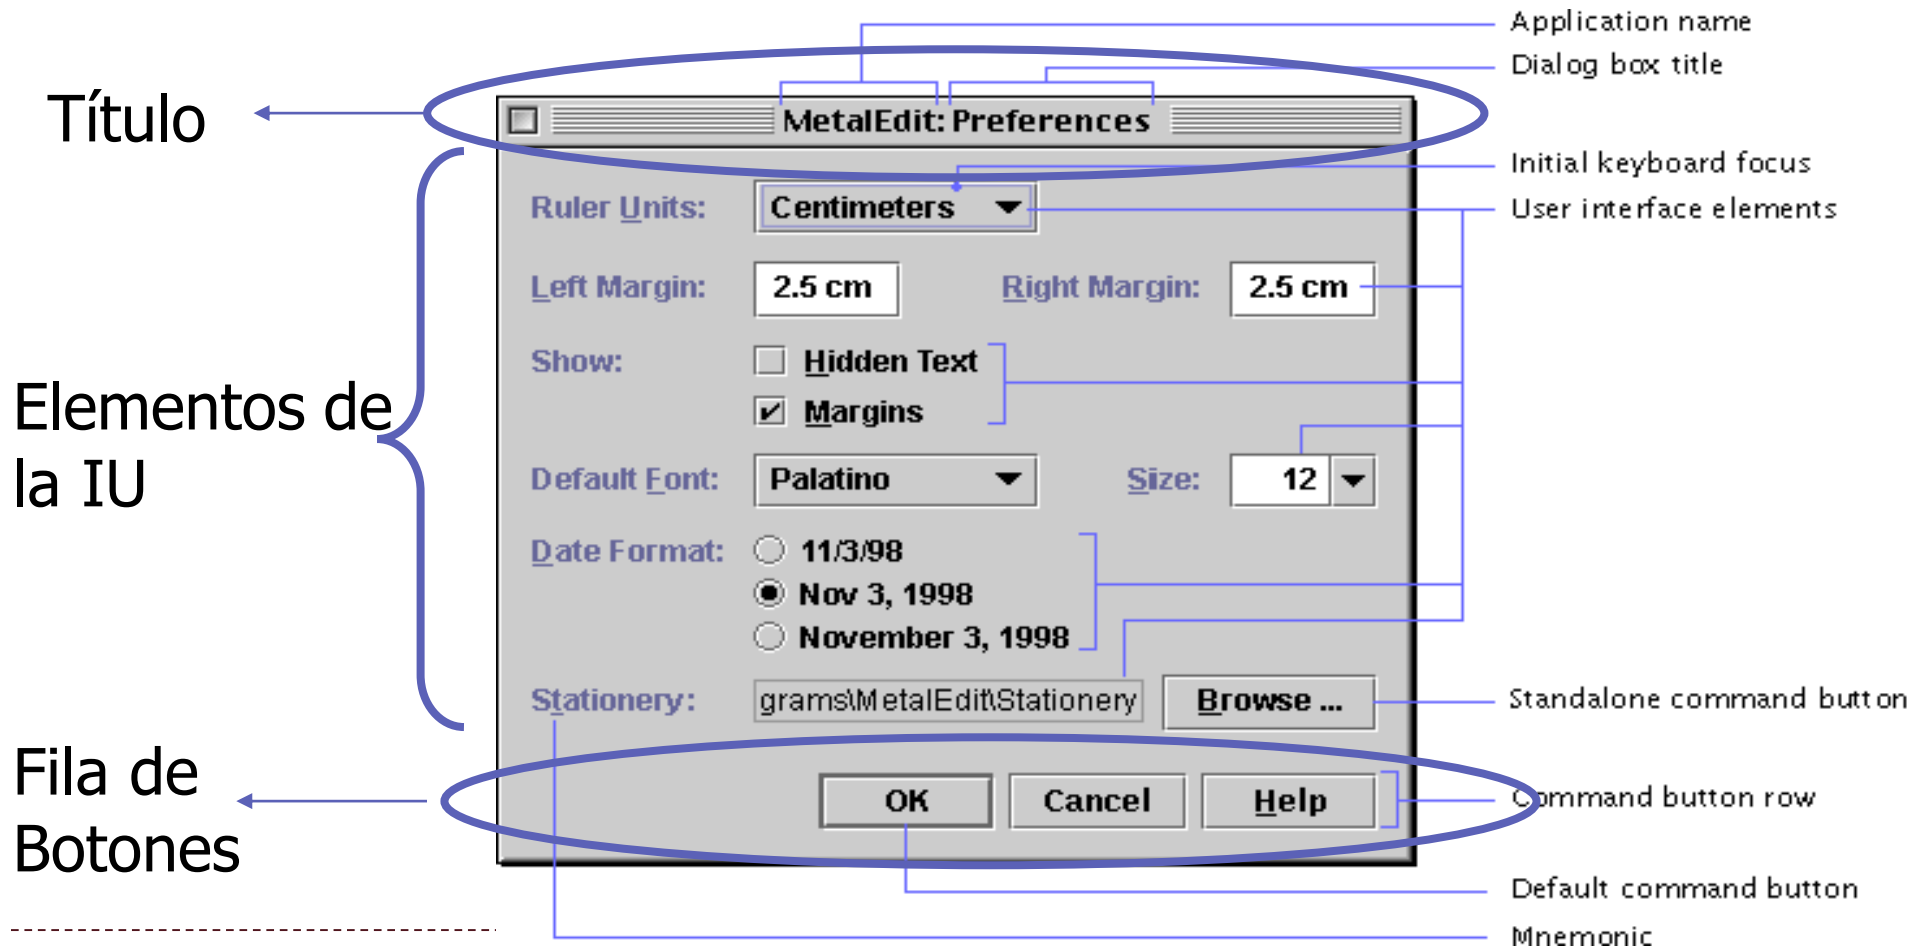 Application name
Dialog box title
Título
MetalEdit: Preferences
Initial keyboard focus
Ruler Units: Centimeters
User interface elements
Left Margin: 2.5 cm Right Margin: 2.5 cm
Show: Hidden Text
Margins
Elementos de
la IU
Default Font: Palatino Size: 12
Date Format: 11/3/98
Nov 3, 1998
November 3, 1998
Stationery: grams\MetalEdit\Stationery Browse ...
Standalone command button
Fila de
Botones
OK Cancel Help
Command button row
Default command button
Mnemonic